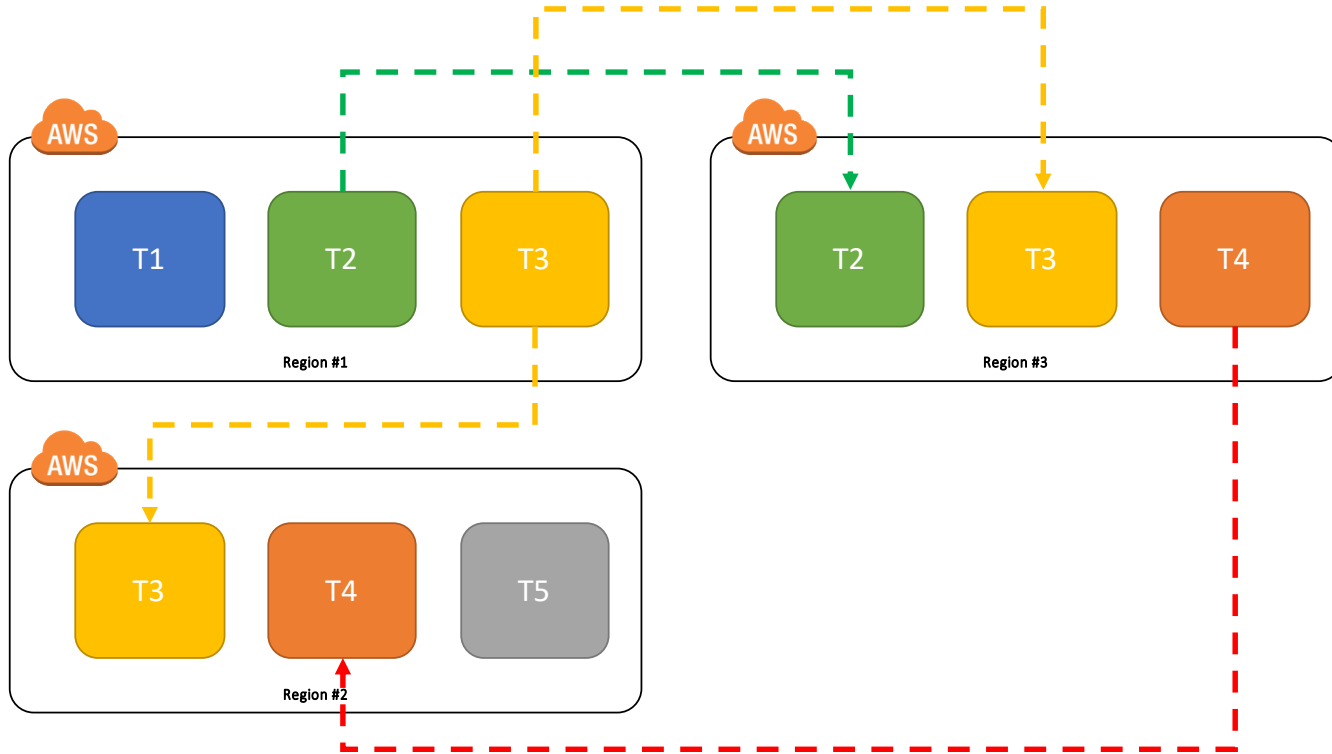 AWS
T1
T2
T3
Region #1
AWS
T2
T3
T4
Region #3
AWS
T3
T4
T5
Region #2